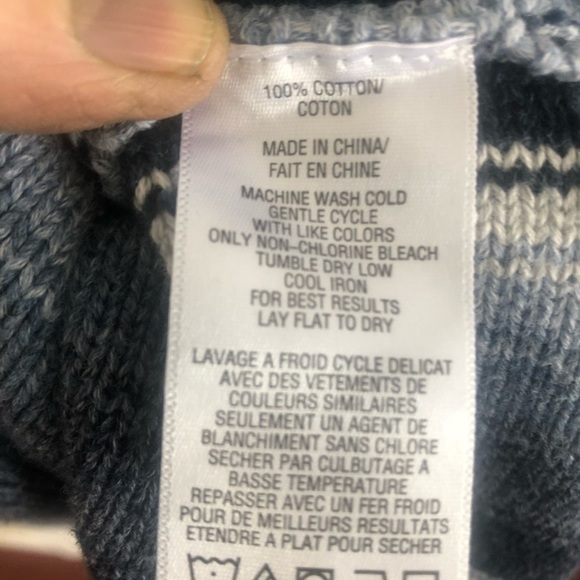 100% COTTON/
COTON
MADE IN CHINA/
FAIT EN CHINE
MACHINE WASH COLD
GENTLE CYCLE
WITH LIKE COLORS
ONLY NON-CHLORINE BLEACH
TUMBLE DRY LOW
COOL IRON
FOR BEST RESULTS
LAY FLAT TO DRY
LAVAGE A FROID CYCLE DELICAT
AVEC DES VETEMENTS DE
COULEURS SIMILAIRES
SEULEMENT UN AGENT DE
BLANCHIMENT SANS CHLORE
SECHER PAR CULBUTAGE A
BASSE TEMPERATURE
REPASSER AVEC UN FER FROID
POUR DE MEILLEURS RESULTATS
ETENDRE A PLAT POUR SECHER